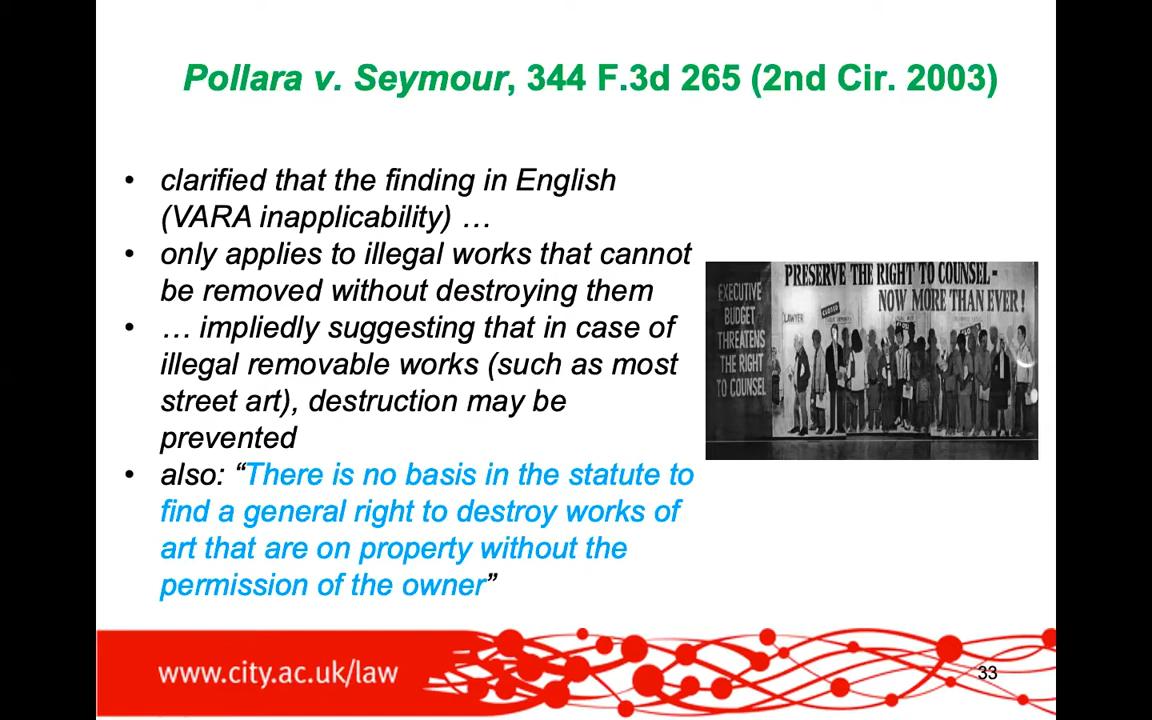 Pollara v. Seymour, 344 F.3d 265 (2nd Cir. 2003)
• clarified that the finding in English
(VARA inapplicability) …
• only applies to illegal works that cannot
be removed without destroying them
• … impliedly suggesting that in case of
illegal removable works (such as most
street art), destruction may be
prevented
• also: “There is no basis in the statute to
find a general right to destroy works of
art that are on property without the
permission of the owner”
EXECUTIVE
BUDGET
THREATENS
THE RIGHT
TO COUNSEL
PRESERVE THE RIGHT TO COUNSEL-
NOW MORE THAN EVER!
LAWYER
CLOSED
www.city.ac.uk/law
33